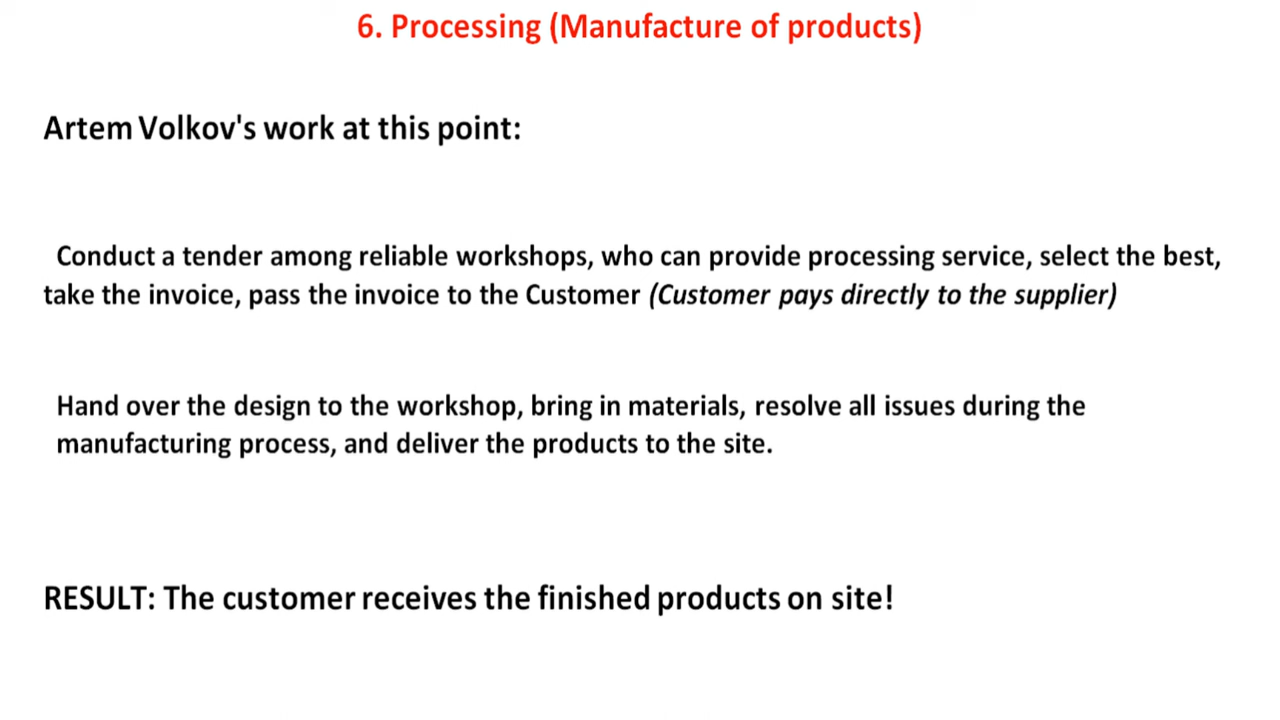 6. Processing (Manufacture of products)
Artem Volkov's work at this point:
Conduct a tender among reliable workshops, who can provide processing service, select the best,
take the invoice, pass the invoice to the Customer (Customer pays directly to the supplier)
Hand over the design to the workshop, bring in materials, resolve all issues during the
manufacturing process, and deliver the products to the site.
RESULT: The customer receives the finished products on site!